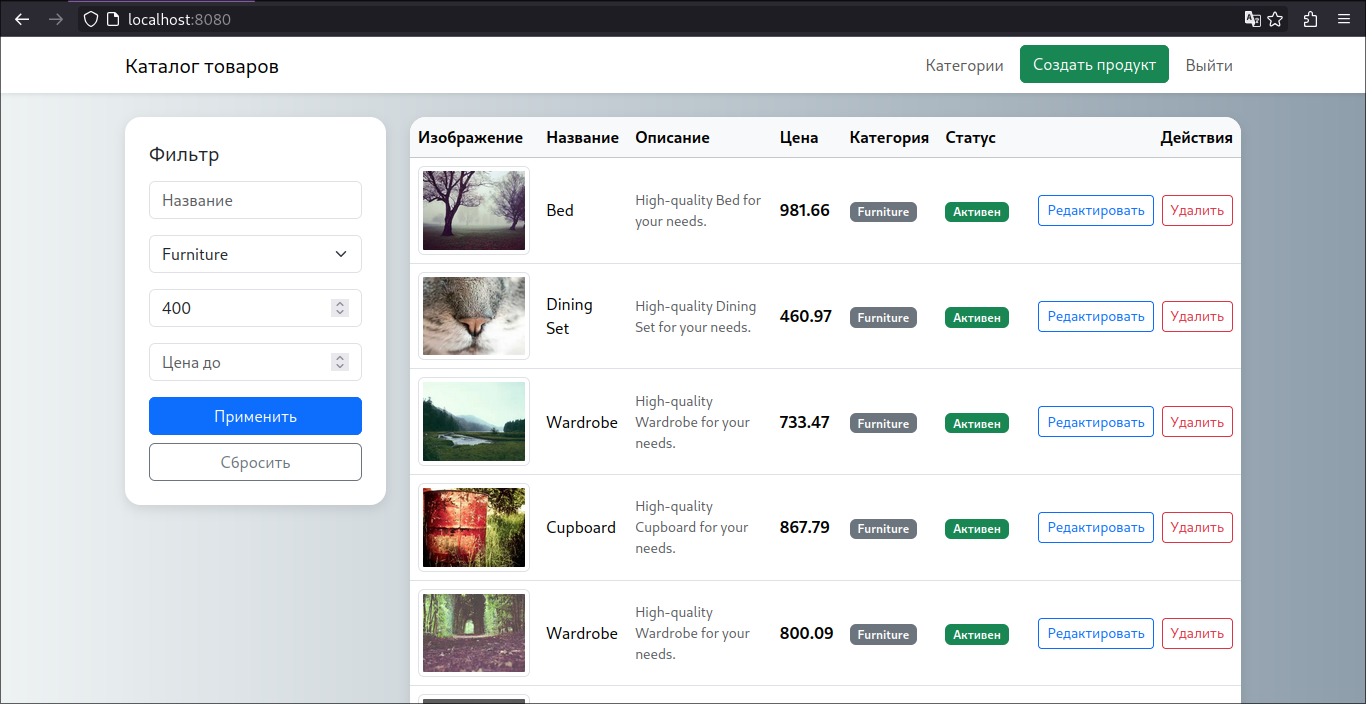 localhost:8080
Каталог товаров
Категории
Создать продукт
Выйти
Фильтр
Название
Furniture
400
Цена до
Применить
Сбросить
Изображение Название Описание Цена Категория Статус Действия
Bed
High-quality Bed for
your needs.
981.66
Furniture
Активен
Редактировать
Удалить
Dining
Set
High-quality Dining
Set for your needs.
460.97
Furniture
Активен
Редактировать
Удалить
Wardrobe
High-quality
Wardrobe for your
needs.
733.47
Furniture
Активен
Редактировать
Удалить
Cupboard
High-quality
Cupboard for your
needs.
867.79
Furniture
Активен
Редактировать
Удалить
Wardrobe
High-quality
Wardrobe for your
needs.
800.09
Furniture
Активен
Редактировать
Удалить